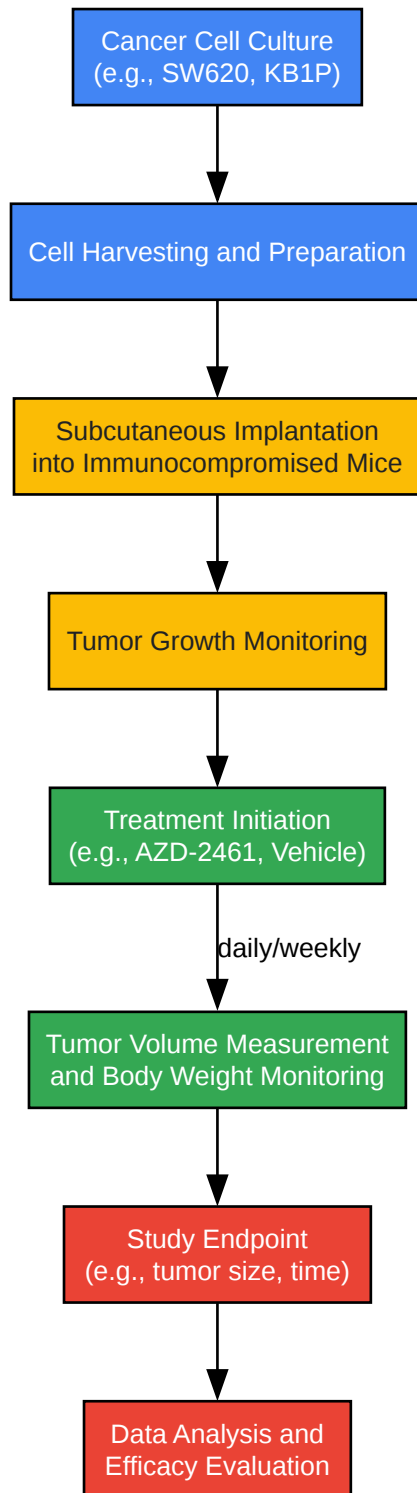 Cancer Cell Culture
(e.g., SW620, KB1P)
Cell Harvesting and Preparation
Subcutaneous Implantation
into Immunocompromised Mice
Tumor Growth Monitoring
Treatment Initiation
(e.g., AZD-2461, Vehicle)
daily/weekly
Tumor Volume Measurement
and Body Weight Monitoring
Study Endpoint
(e.g., tumor size, time)
Data Analysis and
Efficacy Evaluation